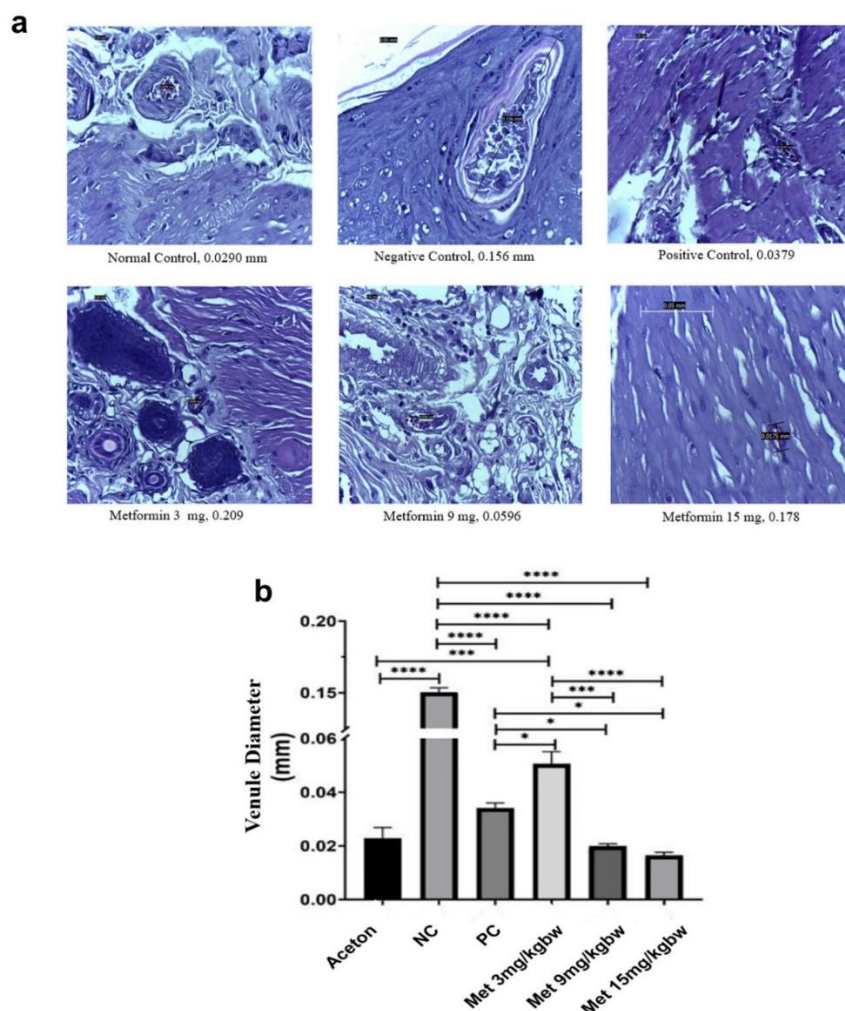 a
Normal Control, 0.0290 mm
0.156 mm
Negative Control, 0.156 mm
Positive Control, 0.0379
Metformin 3 mg, 0.209
Metformin 9 mg, 0.0596
0.05 mm
0.0175 mm
Metformin 15 mg, 0.178
b
****
****
****
****
***
****
****
***
*
*
*
Venule Diameter
(mm)
0.20
0.15
0.06
0.04
0.02
0.00
Aceton
NC
PC
Met 3mg/kgbw
Met 9mg/kgbw
Met 15mg/kgbw